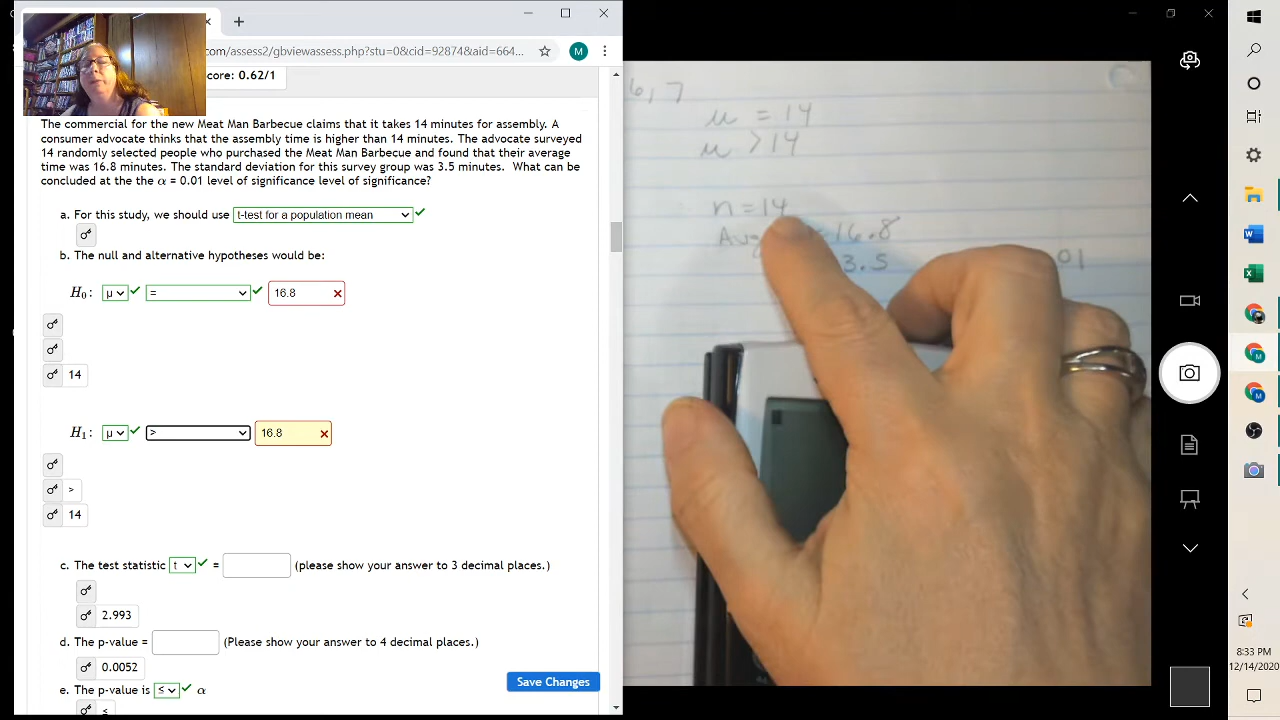 com/assess2/gbviewassess.php?stu=0&cid=92874&aid=664...
M
core: 0.62/1
The commercial for the new Meat Man Barbecue claims that it takes 14 minutes for assembly. A
consumer advocate thinks that the assembly time is higher than 14 minutes. The advocate surveyed
14 randomly selected people who purchased the Meat Man Barbecue and found that their average
time was 16.8 minutes. The standard deviation for this survey group was 3.5 minutes. What can be
concluded at the the α = 0.01 level of significance level of significance?
a. For this study, we should use t-test for a population mean
b. The null and alternative hypotheses would be:
H₀: μ = 16.8
14
H₁: μ > 16.8
>
14
c. The test statistic t = (please show your answer to 3 decimal places.)
2.993
d. The p-value = (Please show your answer to 4 decimal places.)
0.0052
e. The p-value is ≤ α
≤
Save Changes
6, 7
μ = 14
μ > 14
n = 14
= 16.8
3.5
01
8:33 PM
12/14/2020